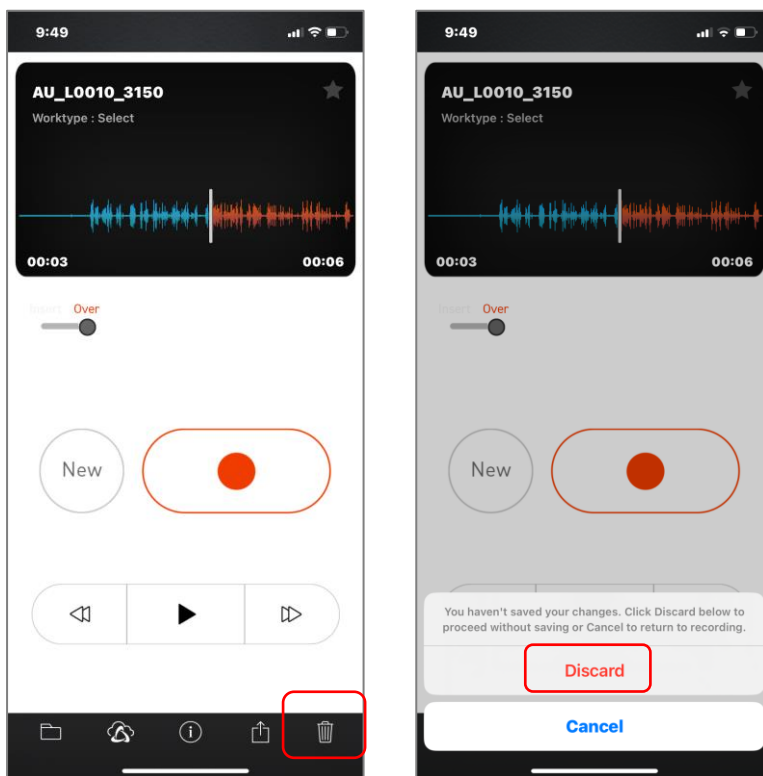 9:49
AU_L0010_3150
Worktype : Select
00:03
00:06
Insert Over
New
9:49
AU_L0010_3150
Worktype : Select
00:03
00:06
Insert Over
New
You haven't saved your changes. Click Discard below to
proceed without saving or Cancel to return to recording.
Discard
Cancel